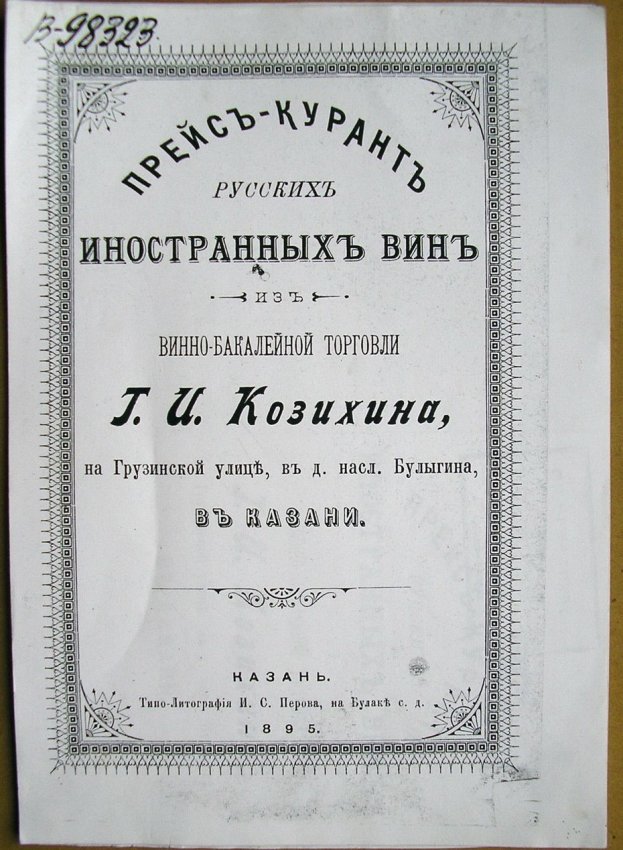 В-98323
ПРЕЙСЪ-КУРАНТЪ
РУССКИХЪ
ИНОСТРАННЫХЪ ВИНЪ
ИЗЪ
ВИННО-БАКАЛЕЙНОЙ ТОРГОВЛИ
Г. И. Козихина,
на Грузинской улицѣ, въ д. насл. Булыгина,
ВЪ КАЗАНИ.
КАЗАНЬ.
Типо-Литографія И. С. Перова, на Булакѣ с. д.
1895.